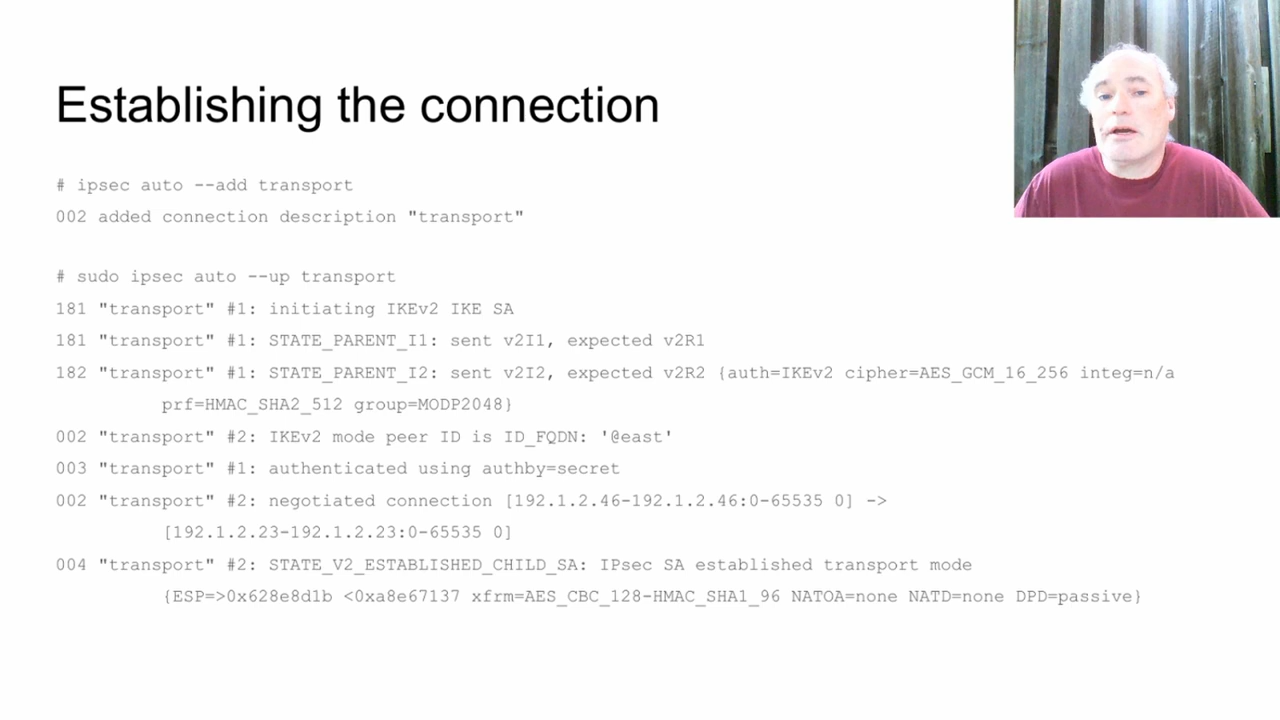 Establishing the connection
# ipsec auto --add transport
002 added connection description "transport"
# sudo ipsec auto --up transport
181 "transport" #1: initiating IKEv2 IKE SA
181 "transport" #1: STATE_PARENT_I1: sent v2I1, expected v2R1
182 "transport" #1: STATE_PARENT_I2: sent v2I2, expected v2R2 {auth=IKEv2 cipher=AES_GCM_16_256 integ=n/a
prf=HMAC_SHA2_512 group=MODP2048}
002 "transport" #2: IKEv2 mode peer ID is ID_FQDN: '@east'
003 "transport" #1: authenticated using authby=secret
002 "transport" #2: negotiated connection [192.1.2.46-192.1.2.46:0-65535 0] ->
[192.1.2.23-192.1.2.23:0-65535 0]
004 "transport" #2: STATE_V2_ESTABLISHED_CHILD_SA: IPsec SA established transport mode
{ESP=>0x628e8d1b <0xa8e67137 xfrm=AES_CBC_128-HMAC_SHA1_96 NATOA=none NATD=none DPD=passive}